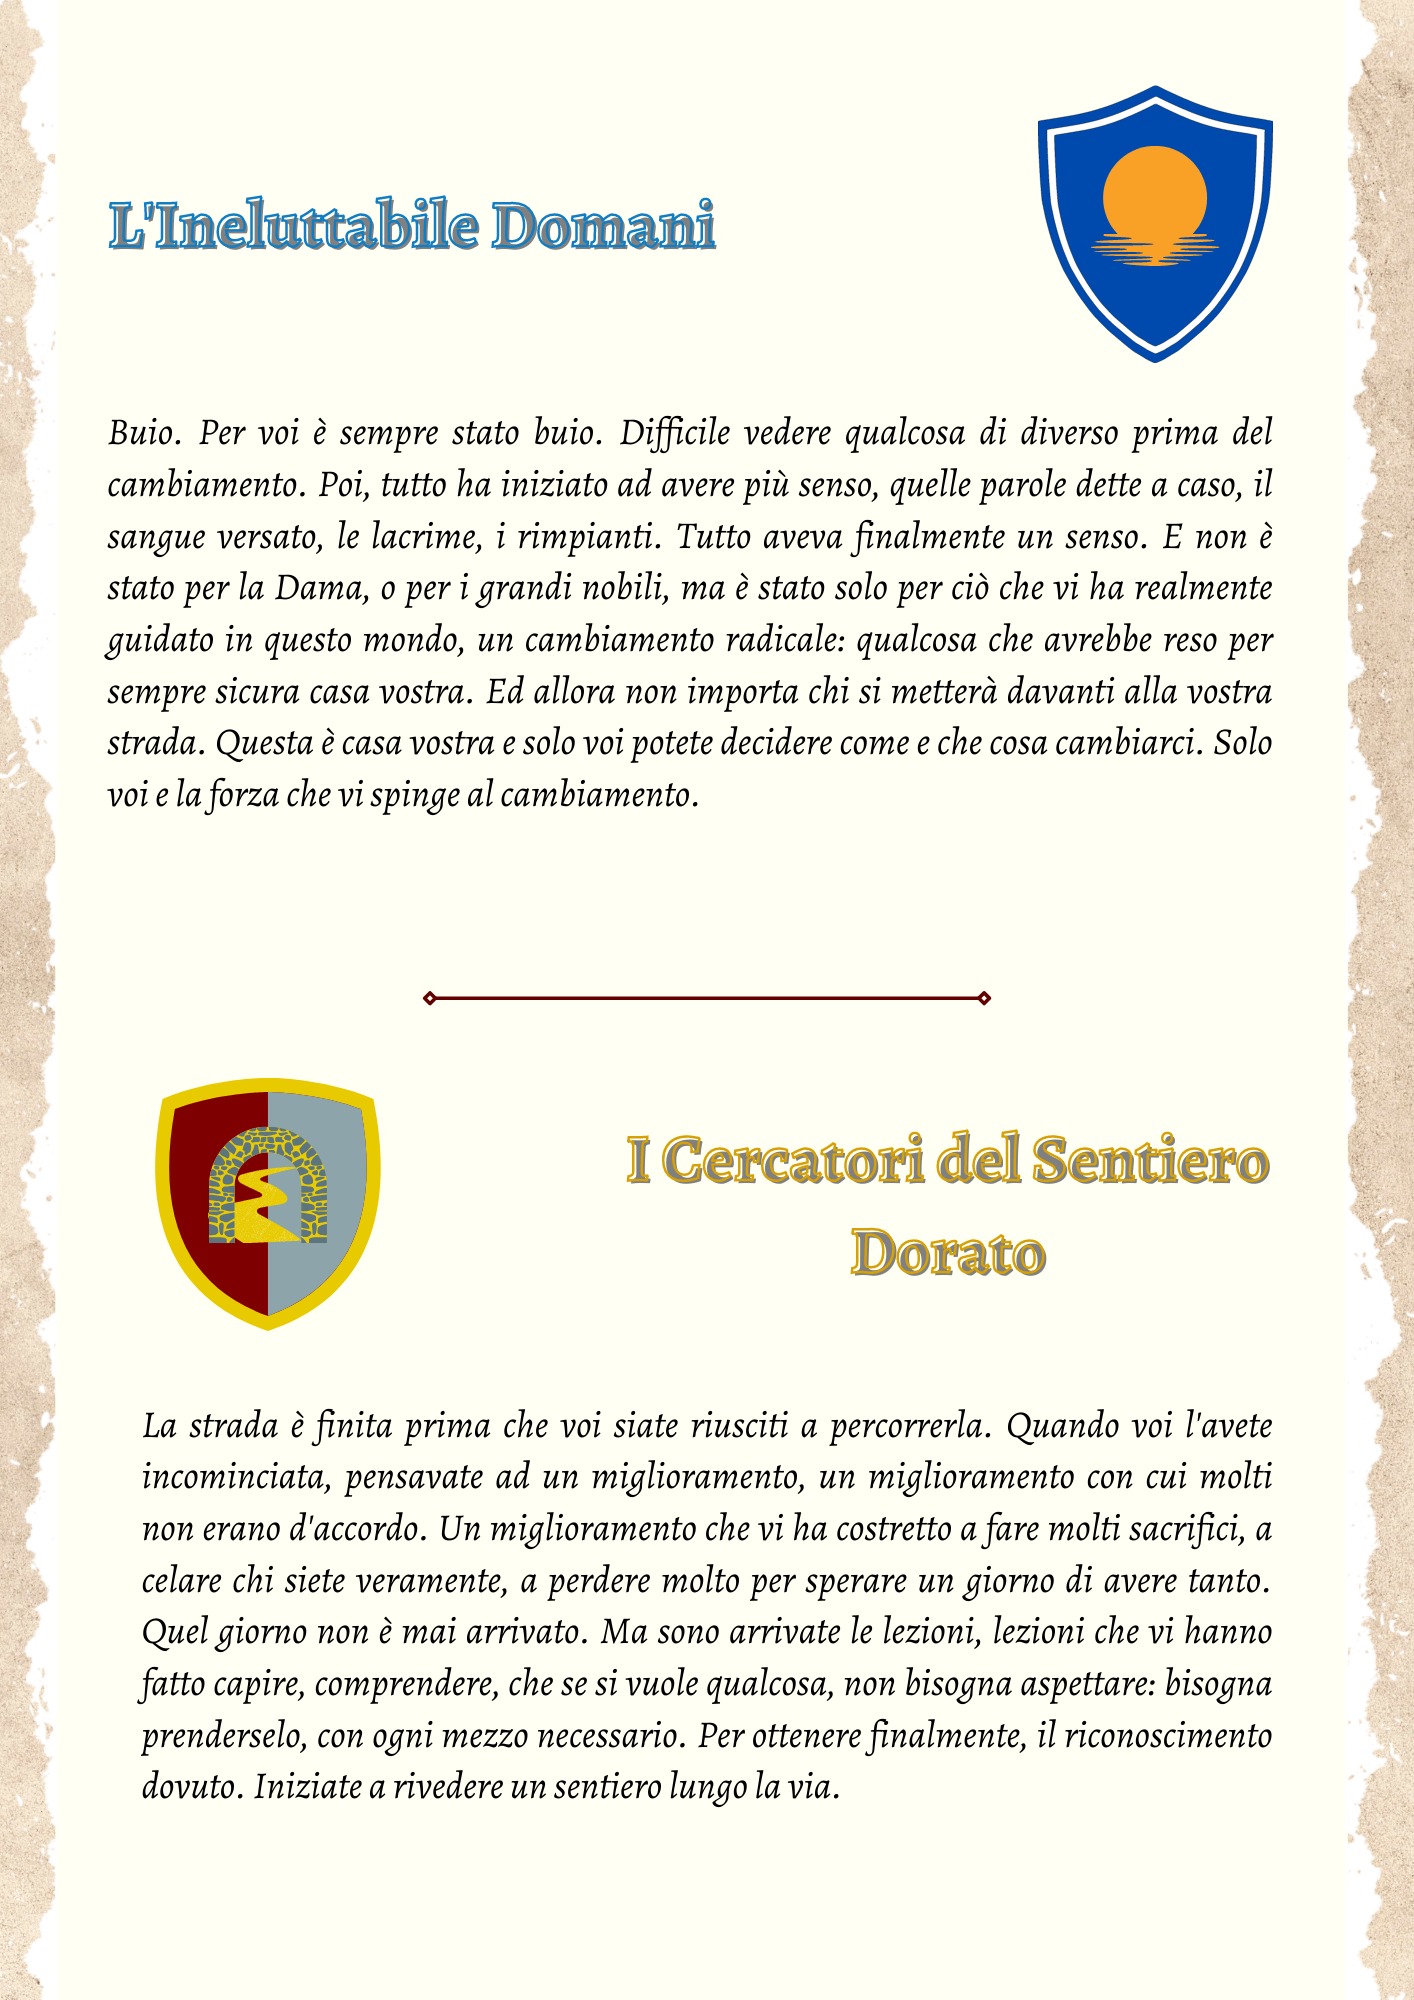 L'Ineluttabile Domani
Buio. Per voi è sempre stato buio. Difficile vedere qualcosa di diverso prima del
cambiamento. Poi, tutto ha iniziato ad avere più senso, quelle parole dette a caso, il
sangue versato, le lacrime, i rimpianti. Tutto aveva finalmente un senso. E non è
stato per la Dama, o per i grandi nobili, ma è stato solo per ciò che vi ha realmente
guidato in questo mondo, un cambiamento radicale: qualcosa che avrebbe reso per
sempre sicura casa vostra. Ed allora non importa chi si metterà davanti alla vostra
strada. Questa è casa vostra e solo voi potete decidere come e che cosa cambiarci. Solo
voi e la forza che vi spinge al cambiamento.
I Cercatori del Sentiero
Dorato
La strada è finita prima che voi siate riusciti a percorrerla. Quando voi l'avete
incominciata, pensavate ad un miglioramento, un miglioramento con cui molti
non erano d'accordo. Un miglioramento che vi ha costretto a fare molti sacrifici, a
celare chi siete veramente, a perdere molto per sperare un giorno di avere tanto.
Quel giorno non è mai arrivato. Ma sono arrivate le lezioni, lezioni che vi hanno
fatto capire, comprendere, che se si vuole qualcosa, non bisogna aspettare: bisogna
prenderselo, con ogni mezzo necessario. Per ottenere finalmente, il riconoscimento
dovuto. Iniziate a rivedere un sentiero lungo la via.